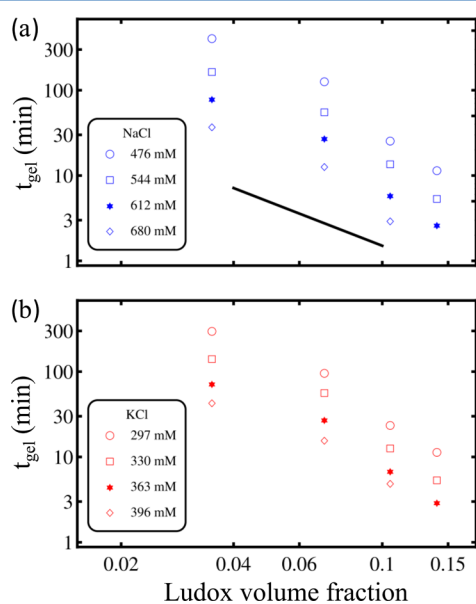 (a)
300
100
30
10
3
1
t_gel (min)
NaCl
476 mM
544 mM
612 mM
680 mM
(b)
300
100
30
10
3
1
t_gel (min)
KCl
297 mM
330 mM
363 mM
396 mM
0.02
0.04
0.06
0.1
0.15
Ludox volume fraction